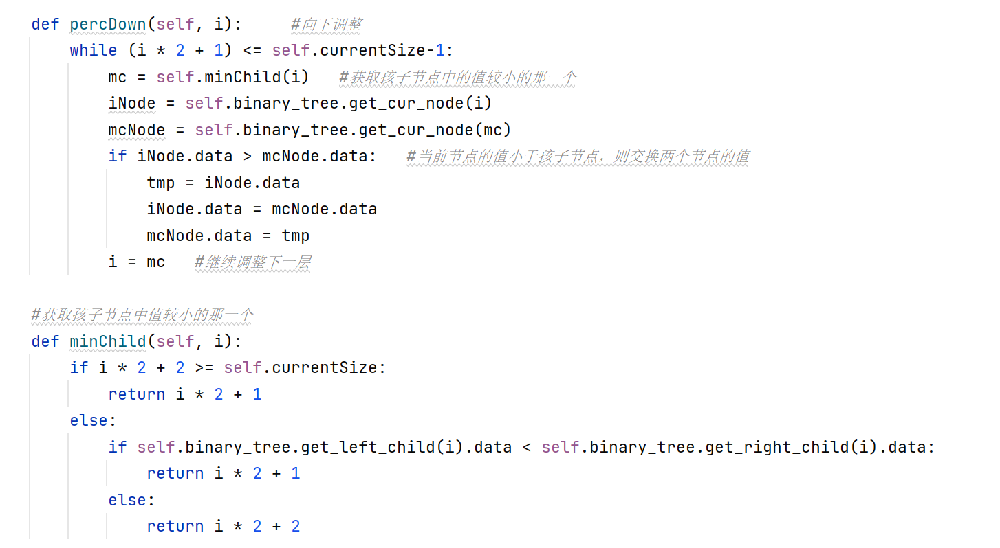 def percDown(self, i):     #向下调整
    while (i * 2 + 1) <= self.currentSize-1:
        mc = self.minChild(i)   #获取孩子节点中的值较小的那一个
        iNode = self.binary_tree.get_cur_node(i)
        mcNode = self.binary_tree.get_cur_node(mc)
        if iNode.data > mcNode.data:   #当前节点的值小于孩子节点，则交换两个节点的值
            tmp = iNode.data
            iNode.data = mcNode.data
            mcNode.data = tmp
        i = mc   #继续调整下一层
#获取孩子节点中值较小的那一个
def minChild(self, i):
    if i * 2 + 2 >= self.currentSize:
        return i * 2 + 1
    else:
        if self.binary_tree.get_left_child(i).data < self.binary_tree.get_right_child(i).data:
            return i * 2 + 1
        else:
            return i * 2 + 2